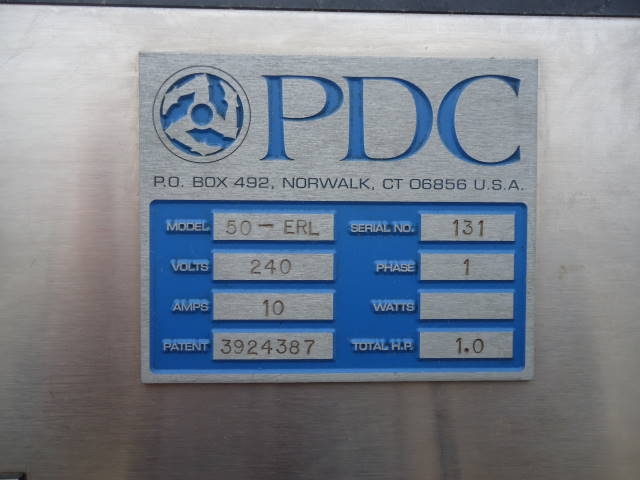 PDC
P.O. BOX 492, NORWALK, CT 06856 U.S.A.
MODEL 50-ERL SERIAL NO. 131
VOLTS 240 PHASE 1
AMPS 10 WATTS
PATENT 3924387 TOTAL H.P. 1.0